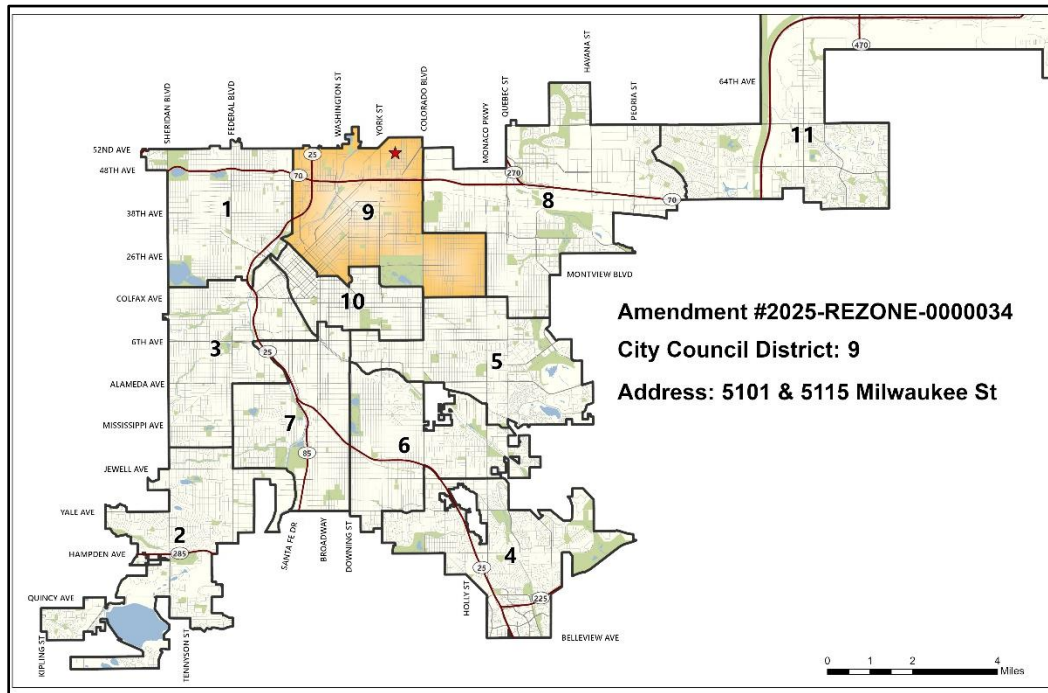 HAVANA ST
WASHINGTON ST
QUEBEC ST
MONACO PKWY
COLORADO BLVD
SHERIDAN BLVD
FEDERAL BLVD
YORK ST
PEORIA ST
470
64TH AVE
11
52ND AVE
25
48TH AVE
70
270
8
70
1
9
38TH AVE
26TH AVE
MONTVIEW BLVD
COLFAX AVE
10
Amendment #2025-REZONE-0000034
6TH AVE
3
25
5
City Council District: 9
ALAMEDA AVE
Address: 5101 & 5115 Milwaukee St
MISSISSIPPI AVE
7
6
85
JEWELL AVE
YALE AVE
2
SANTA FE DR
BROADWAY
DOWNING ST
HAMPDEN AVE
285
4
25
HOLLY ST
225
QUINCY AVE
BELLEVIEW AVE
KIPLING ST
TENNYSON ST
0 1 2 4
Miles